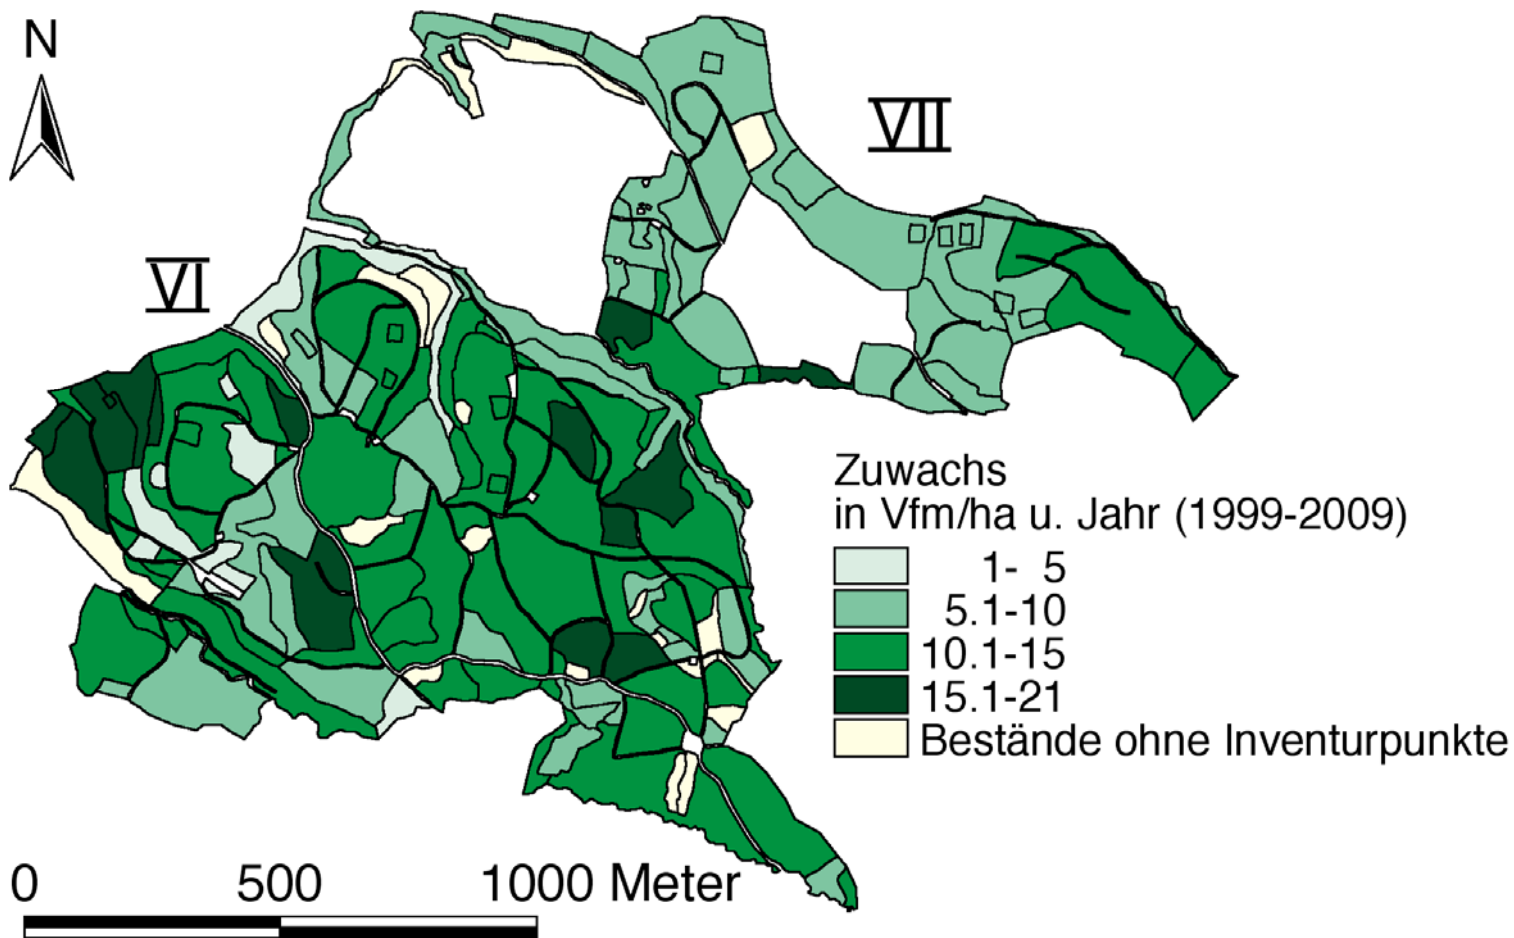 N
VII
VI
Zuwachs
in Vfm/ha u. Jahr (1999-2009)
1- 5
5.1-10
10.1-15
15.1-21
Bestände ohne Inventurpunkte
0 500 1000 Meter